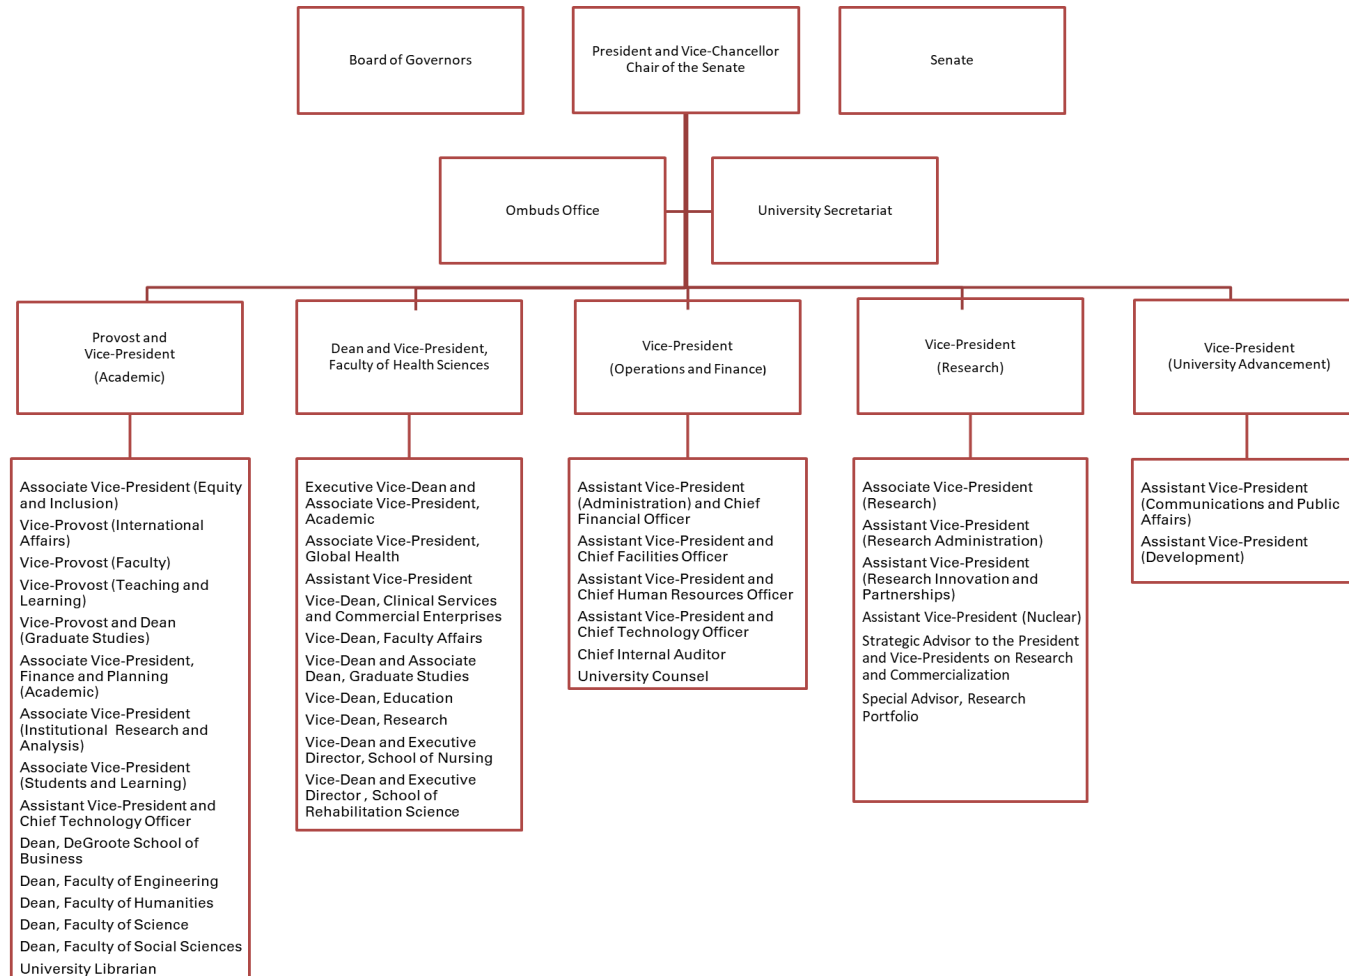 Board of Governors
President and Vice-Chancellor
Chair of the Senate
Senate
Ombuds Office
University Secretariat
Provost and
Vice-President
(Academic)
Dean and Vice-President,
Faculty of Health Sciences
Vice-President
(Operations and Finance)
Vice-President
(Research)
Vice-President
(University Advancement)
Associate Vice-President (Equity
and Inclusion)
Vice-Provost (International
Affairs)
Vice-Provost (Faculty)
Vice-Provost (Teaching and
Learning)
Vice-Provost and Dean
(Graduate Studies)
Associate Vice-President,
Finance and Planning
(Academic)
Associate Vice-President
(Institutional  Research and
Analysis)
Associate Vice-President
(Students and Learning)
Assistant Vice-President and
Chief Technology Officer
Dean, DeGroote School of
Business
Dean, Faculty of Engineering
Dean, Faculty of Humanities
Dean, Faculty of Science
Dean, Faculty of Social Sciences
University Librarian
Executive Vice-Dean and
Associate Vice-President,
Academic
Associate Vice-President,
Global Health
Assistant Vice-President
Vice-Dean, Clinical Services
and Commercial Enterprises
Vice-Dean, Faculty Affairs
Vice-Dean and Associate
Dean, Graduate Studies
Vice-Dean, Education
Vice-Dean, Research
Vice-Dean and Executive
Director, School of Nursing
Vice-Dean and Executive
Director , School of
Rehabilitation Science
Assistant Vice-President
(Administration) and Chief
Financial Officer
Assistant Vice-President and
Chief Facilities Officer
Assistant Vice-President and
Chief Human Resources Officer
Assistant Vice-President and
Chief Technology Officer
Chief Internal Auditor
University Counsel
Associate Vice-President
(Research)
Assistant Vice-President
(Research Administration)
Assistant Vice-President
(Research Innovation and
Partnerships)
Assistant Vice-President (Nuclear)
Strategic Advisor to the President
and Vice-Presidents on Research
and Commercialization
Special Advisor, Research
Portfolio
Assistant Vice-President
(Communications and Public
Affairs)
Assistant Vice-President
(Development)